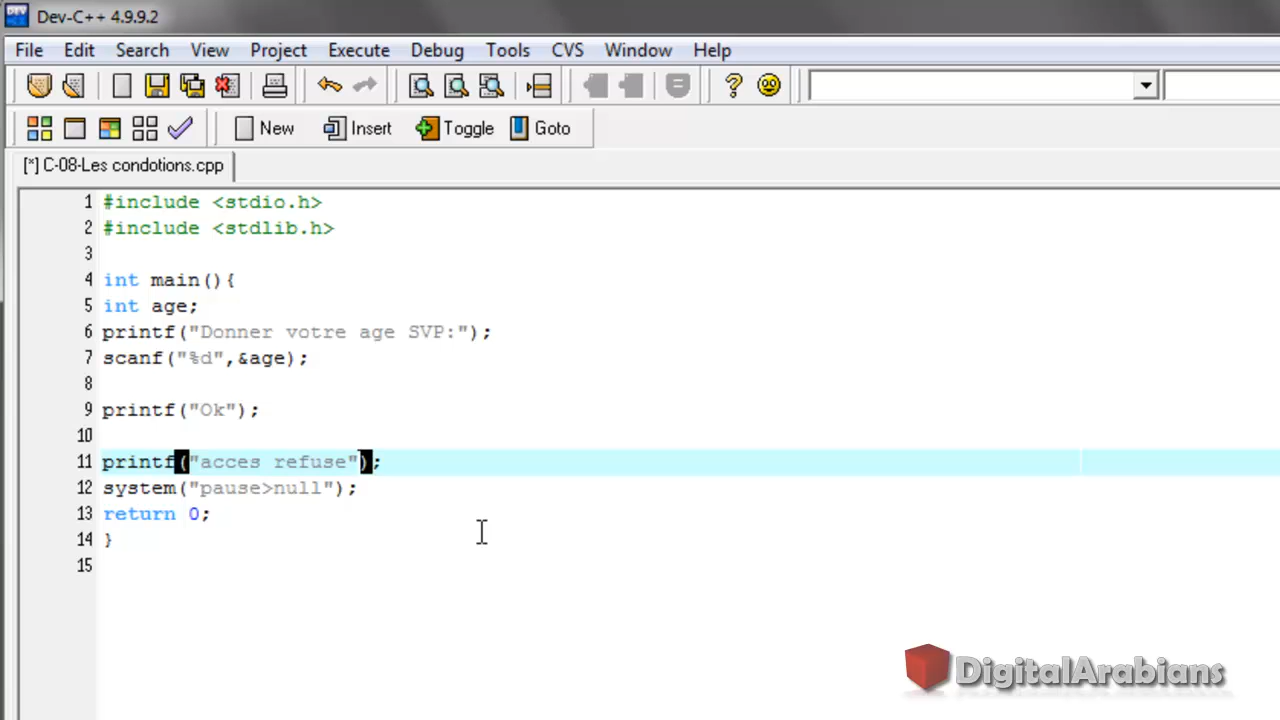 Dev-C++ 4.9.9.2
File Edit Search View Project Execute Debug Tools CVS Window Help
New Insert Toggle Goto
[*] C-08-Les condotions.cpp
1 #include <stdio.h>
2 #include <stdlib.h>
3
4 int main(){
5 int age;
6 printf("Donner votre age SVP:");
7 scanf("%d",&age);
8
9 printf("Ok");
10
11 printf("acces refuse");
12 system("pause>null");
13 return 0;
14 }
15
DigitalArabians